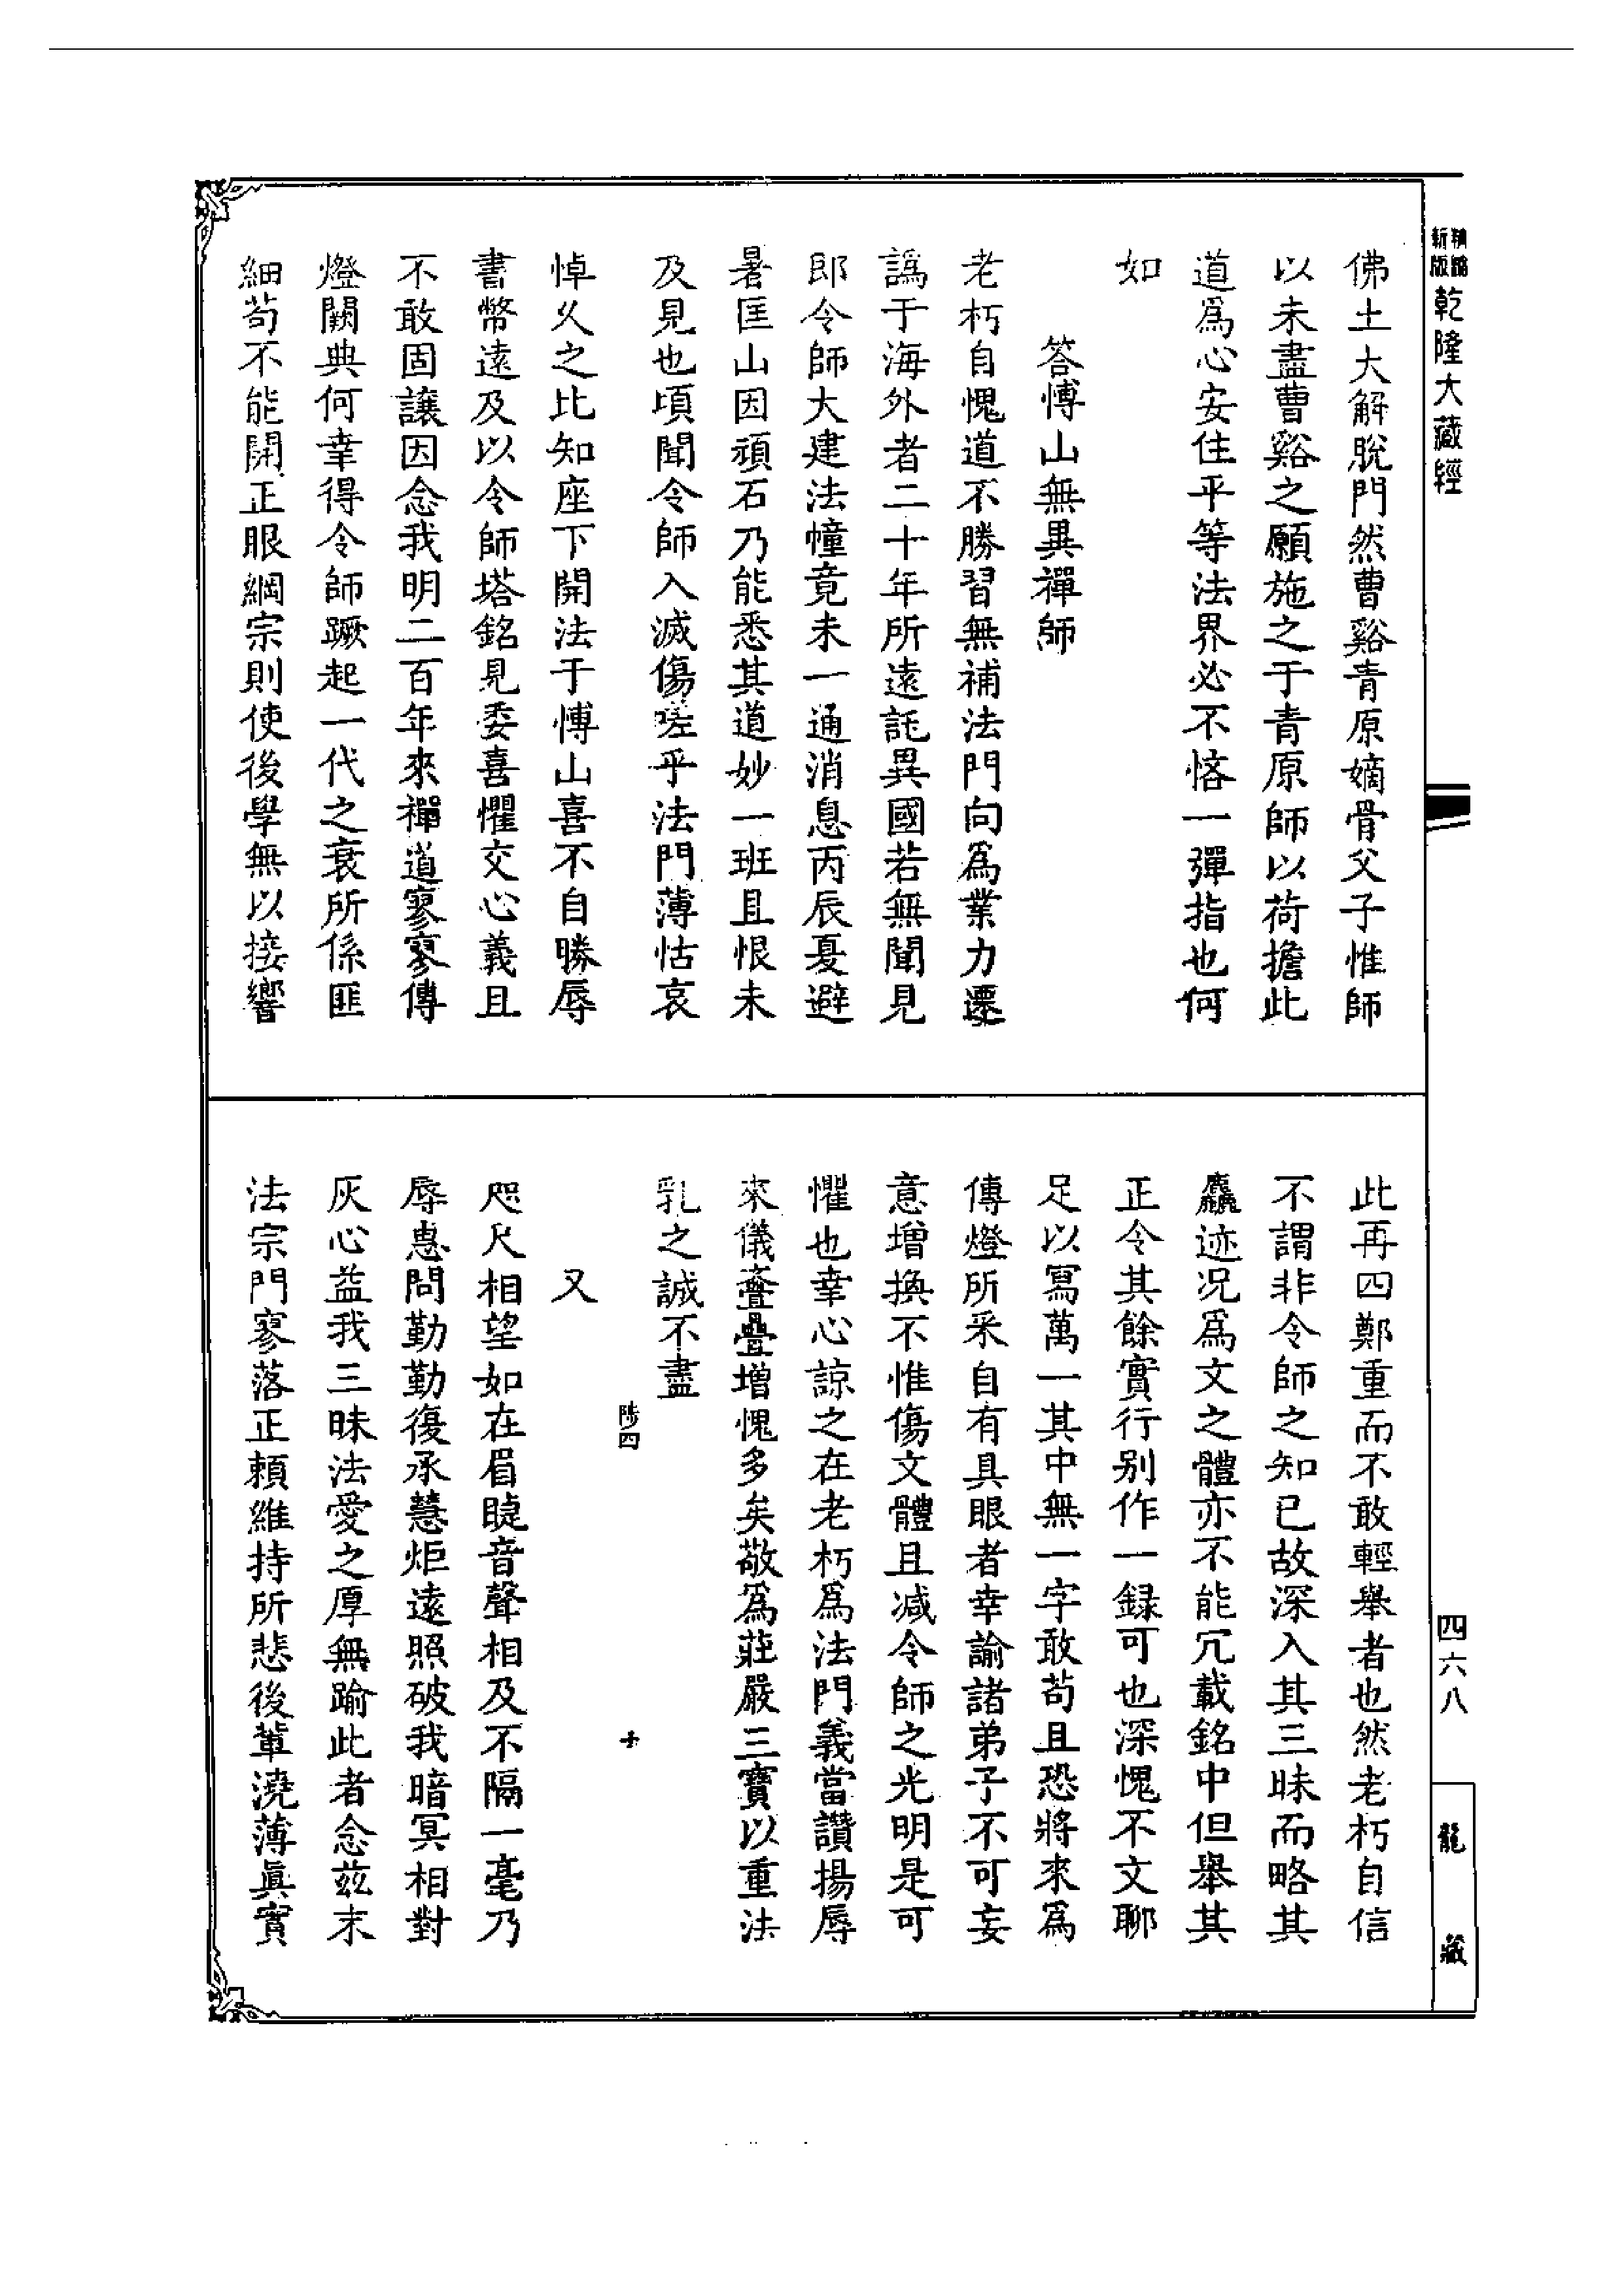 精編
新版
乾隆大藏經
佛土大解脫門然曹谿青原嫡骨父子惟師
以未盡曹谿之願施之于青原師以荷擔此
道爲心安住平等法界必不悋一彈指也何
如
答博山無異禪師
老朽自愧道不勝習無補法門向爲業力遷
譌于海外者二十年所遠託異國若無聞見
郎令師大建法幢竟未一通消息丙辰夏避
暑匡山因頑石乃能悉其道妙一班且恨未
及見也頃聞令師入滅傷嗟乎法門薄怙哀
悼久之比知座下開法于博山喜不自勝辱
書幣遠及以令師塔銘見委喜懼交心義且
不敢固讓因念我明二百年來禪道寥寥傳
燈闕典何幸得令師蹶起一代之衰所係匪
細苟不能開正眼綱宗則使後學無以接響
此再四鄭重而不敢輕舉者也然老朽自信
不謂非令師之知已故深入其三昧而略其
麤迹况爲文之體亦不能冗載銘中但舉其
正令其餘實行別作一録可也深愧不文聊
足以寫萬一其中無一字敢苟且恐將來爲
傳燈所采自有具眼者幸諭諸弟子不可妄
意增換不惟傷文體且减令師之光明是可
懼也幸心諒之在老朽爲法門義當讚揚辱
來儀疊疊增愧多矣敬爲莊嚴三寶以重法
乳之誠不盡
陟四
十
又
咫尺相望如在眉睫音聲相及不隔一毫乃
辱惠問勤勤復承慧炬遠照破我暗冥相對
灰心益我三昧法愛之厚無踰此者念兹末
法宗門寥落正賴維持所悲後輩澆薄眞實
四六八
龍藏